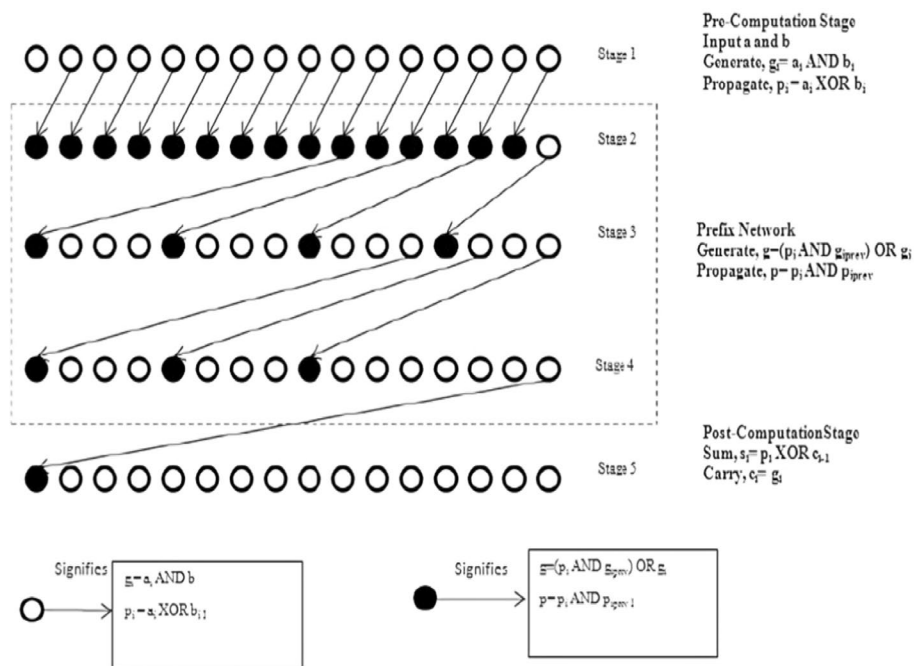 Pre-Computation Stage
Input a and b
Generate, gᵢ= aᵢ AND bᵢ
Propagate, pᵢ = aᵢ XOR bᵢ
Stage 1
Stage 2
Stage 3
Prefix Network
Generate, g=(pᵢ AND gᵢₚᵣₑᵥ) OR gᵢ
Propagate, p= pᵢ AND pᵢₚᵣₑᵥ
Stage 4
Post-Computation Stage
Sum, sᵢ= pᵢ XOR cᵢ₋₁
Carry, cᵢ= gᵢ
Stage 5
Signifies
gᵢ=aᵢ AND b
pᵢ=aᵢ XOR bᵢ
Signifies
g=(pᵢ AND gᵢₚᵣₑᵥ) OR gᵢ
p=pᵢ AND pᵢₚᵣₑᵥ